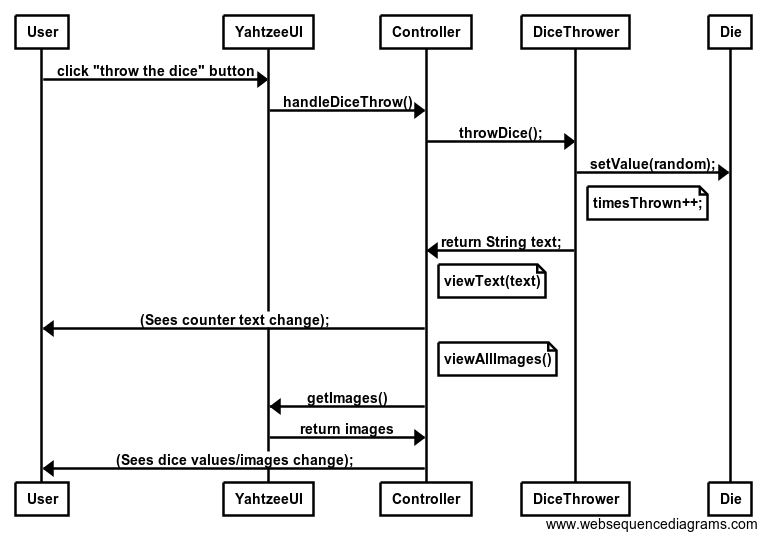 User YahtzeeUI Controller DiceThrower Die
click "throw the dice" button
handleDiceThrow()
throwDice();
setValue(random);
timesThrown++;
return String text;
viewText(text)
(Sees counter text change);
viewAllImages()
getImages()
return images
(Sees dice values/images change);
User YahtzeeUI Controller DiceThrower Die
www.websequencediagrams.com